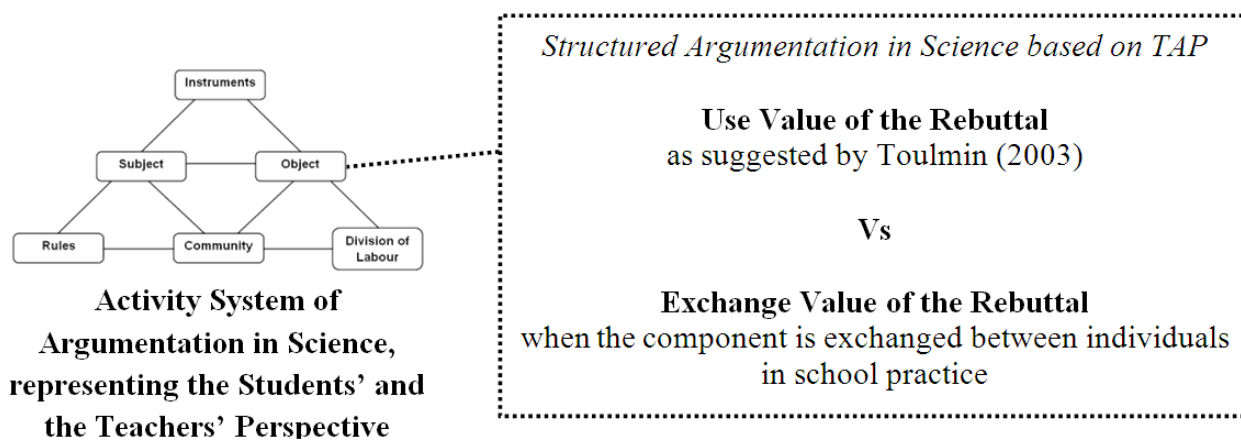 Instruments
Subject
Object
Rules
Community
Division of
Labour
Activity System of
Argumentation in Science,
representing the Students’ and
the Teachers’ Perspective
Structured Argumentation in Science based on TAP
Use Value of the Rebuttal
as suggested by Toulmin (2003)
Vs
Exchange Value of the Rebuttal
when the component is exchanged between individuals
in school practice